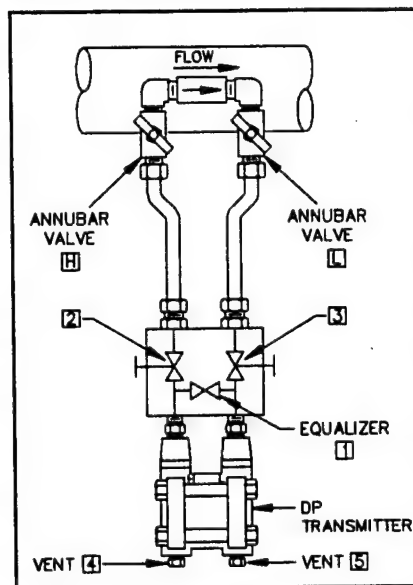 FLOW
ANNUBAR
VALVE
H
ANNUBAR
VALVE
L
2
3
EQUALIZER
1
DP
TRANSMITTER
VENT 4
VENT 5